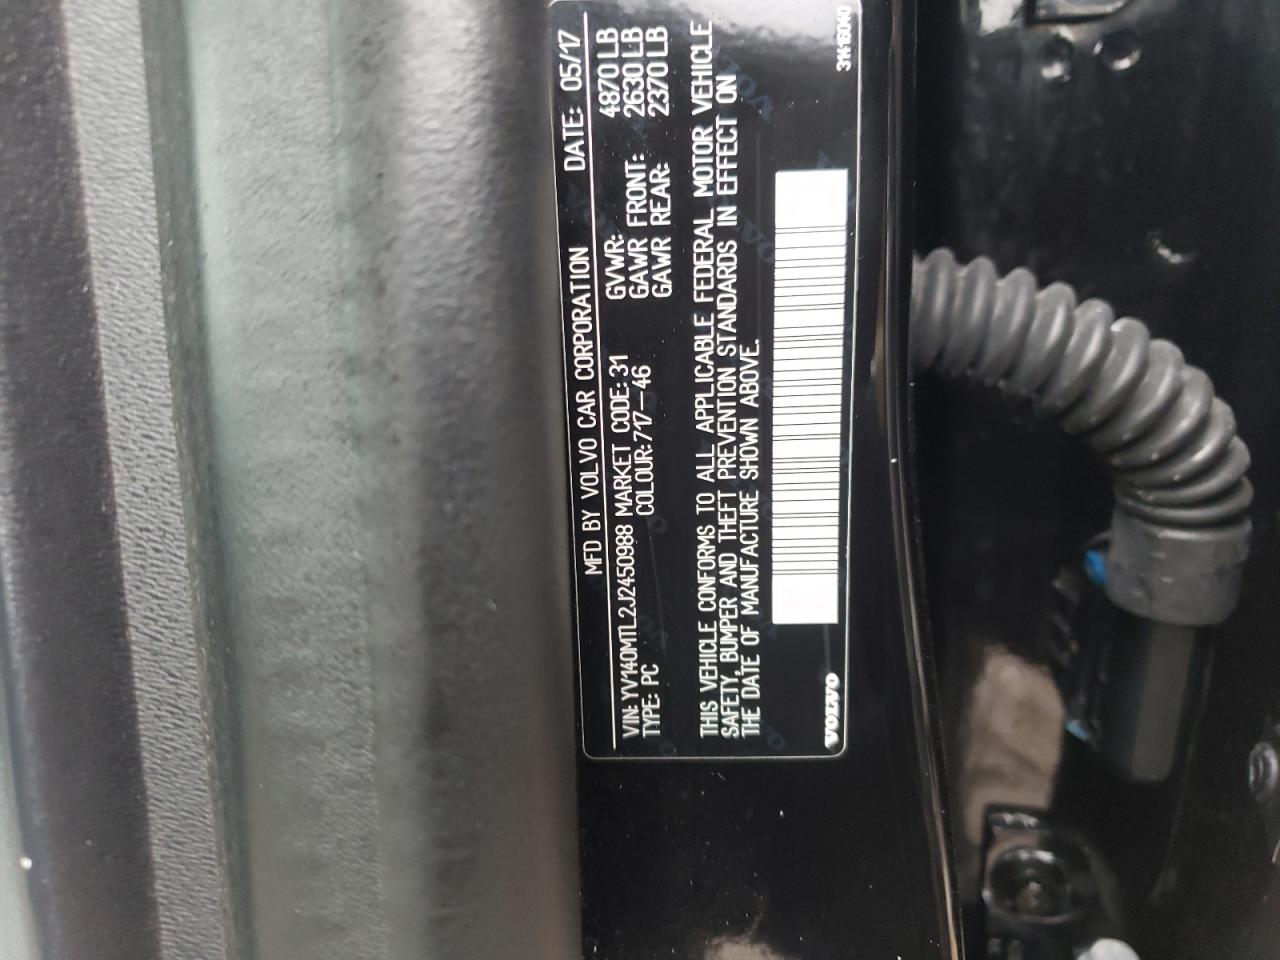 MFD BY VOLVO CAR CORPORATION DATE: 05/17
VIN: YV140MTL2J2450988 MARKET CODE: 31 GVWR: 4870 LB
TYPE: PC COLOUR: 717-46 GAWR FRONT: 2630 LB
GAWR REAR: 2370 LB
THIS VEHICLE CONFORMS TO ALL APPLICABLE FEDERAL MOTOR VEHICLE
SAFETY, BUMPER AND THEFT PREVENTION STANDARDS IN EFFECT ON
THE DATE OF MANUFACTURE SHOWN ABOVE.
VOLVO 31416040